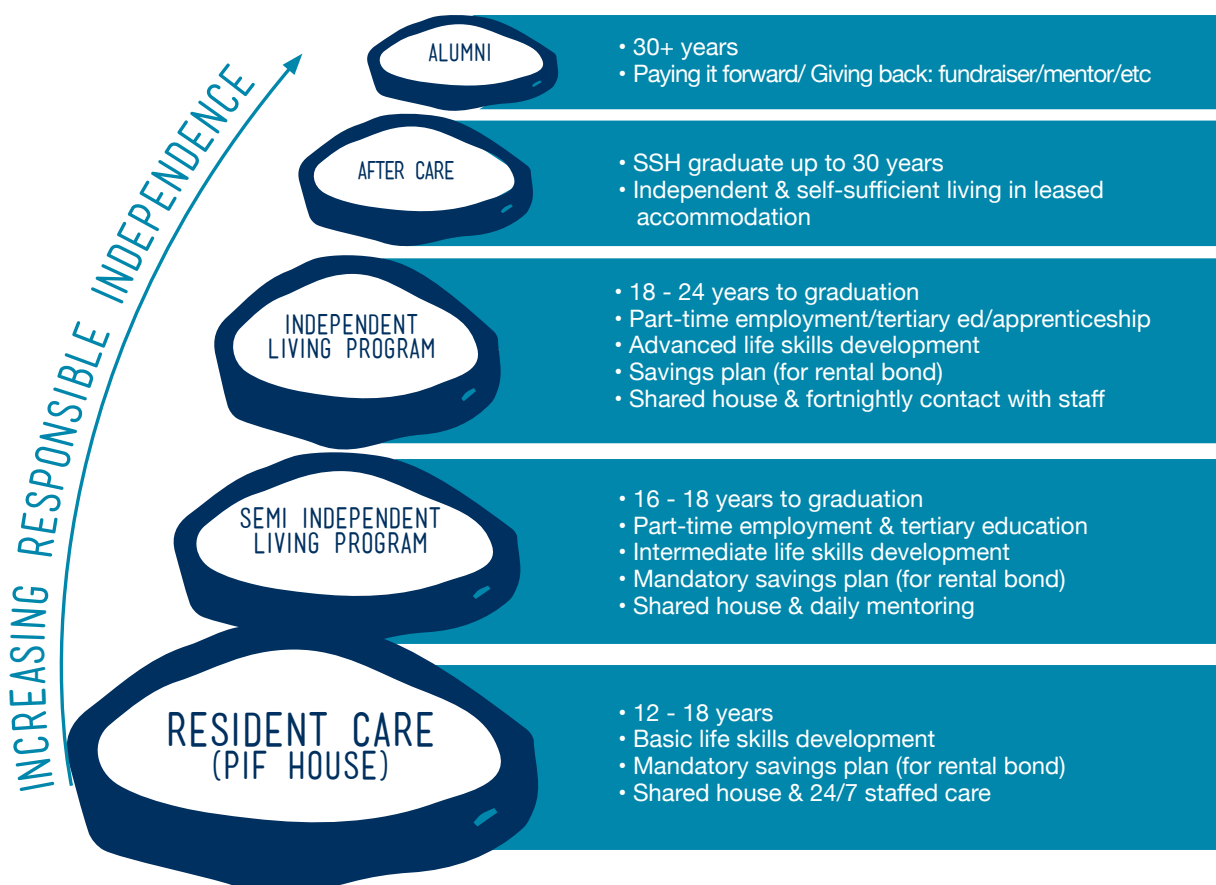 INCREASING RESPONSIBLE INDEPENDENCE
ALUMNI
• 30+ years
• Paying it forward/ Giving back: fundraiser/mentor/etc
AFTER CARE
• SSH graduate up to 30 years
• Independent & self-sufficient living in leased
accommodation
INDEPENDENT
LIVING PROGRAM
• 18 - 24 years to graduation
• Part-time employment/tertiary ed/apprenticeship
• Advanced life skills development
• Savings plan (for rental bond)
• Shared house & fortnightly contact with staff
SEMI INDEPENDENT
LIVING PROGRAM
• 16 - 18 years to graduation
• Part-time employment & tertiary education
• Intermediate life skills development
• Mandatory savings plan (for rental bond)
• Shared house & daily mentoring
RESIDENT CARE
(PIF HOUSE)
• 12 - 18 years
• Basic life skills development
• Mandatory savings plan (for rental bond)
• Shared house & 24/7 staffed care